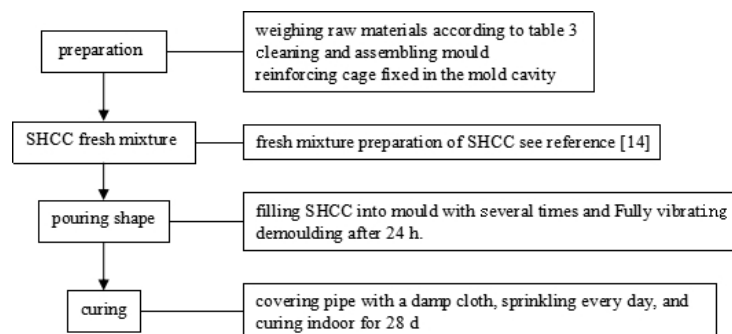 preparation
weighing raw materials according to table 3
cleaning and assembling mould
reinforcing cage fixed in the mold cavity
SHCC fresh mixture
fresh mixture preparation of SHCC see reference [14]
pouring shape
filling SHCC into mould with several times and Fully vibrating
demoulding after 24 h.
curing
covering pipe with a damp cloth, sprinkling every day, and
curing indoor for 28 d